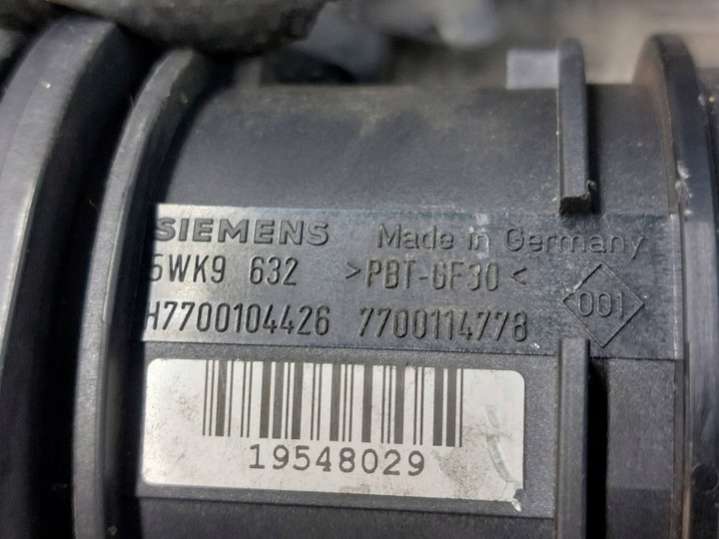 SIEMENS Made in Germany
5WK9 632 >PBT-GF30< 001
H7700104426 7700114778
19548029